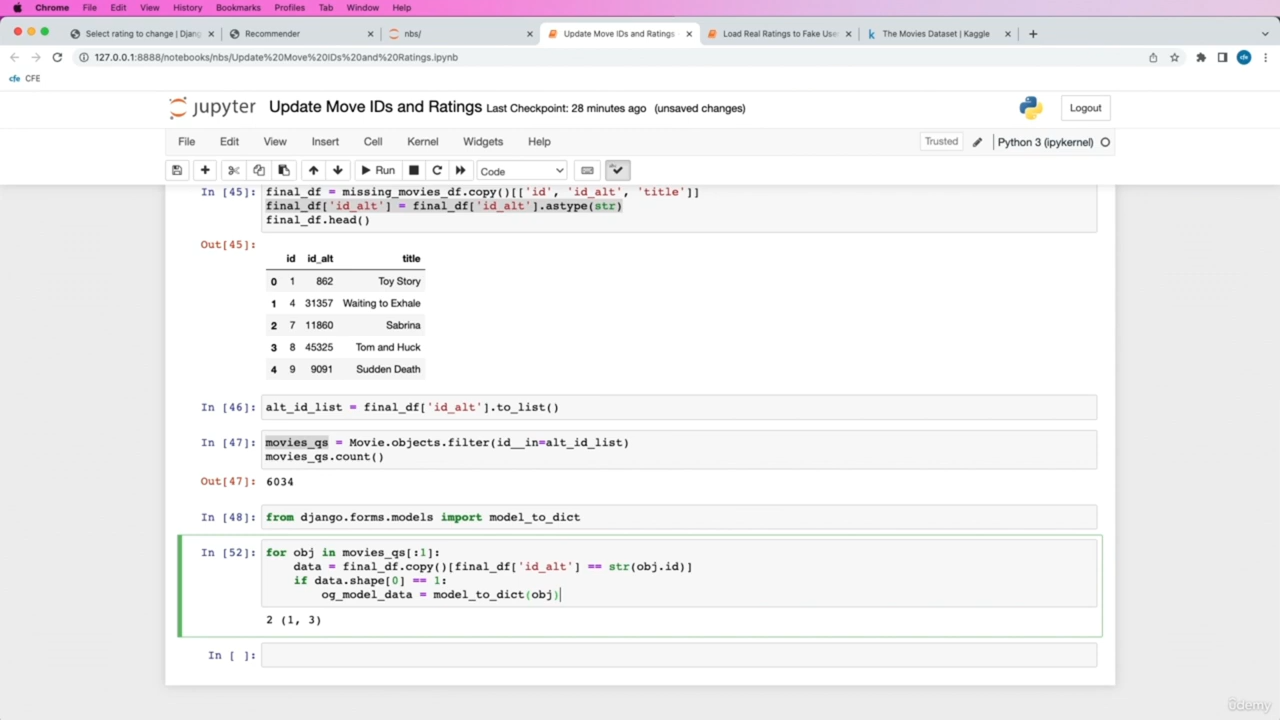 Chrome File Edit View History Bookmarks Profiles Tab Window Help
Select rating to change | Djang
Recommender
nbs/
Update Move IDs and Ratings
Load Real Ratings to Fake User
The Movies Dataset | Kaggle
127.0.0.1:8888/notebooks/nbs/Update%20Move%20IDs%20and%20Ratings.ipynb
cfe CFE
jupyter Update Move IDs and Ratings Last Checkpoint: 28 minutes ago (unsaved changes)
Logout
File Edit View Insert Cell Kernel Widgets Help
Trusted Python 3 (ipykernel)
Run Code
In [45]: final_df = missing_movies_df.copy()[['id', 'id_alt', 'title']]
final_df['id_alt'] = final_df['id_alt'].astype(str)
final_df.head()
Out[45]:
id id_alt title
0 1 862 Toy Story
1 4 31357 Waiting to Exhale
2 7 11860 Sabrina
3 8 45325 Tom and Huck
4 9 9091 Sudden Death
In [46]: alt_id_list = final_df['id_alt'].to_list()
In [47]: movies_qs = Movie.objects.filter(id__in=alt_id_list)
movies_qs.count()
Out[47]: 6034
In [48]: from django.forms.models import model_to_dict
In [52]: for obj in movies_qs[:1]:
data = final_df.copy()[final_df['id_alt'] == str(obj.id)]
if data.shape[0] == 1:
og_model_data = model_to_dict(obj)
2 (1, 3)
In [ ]:
ûdemy